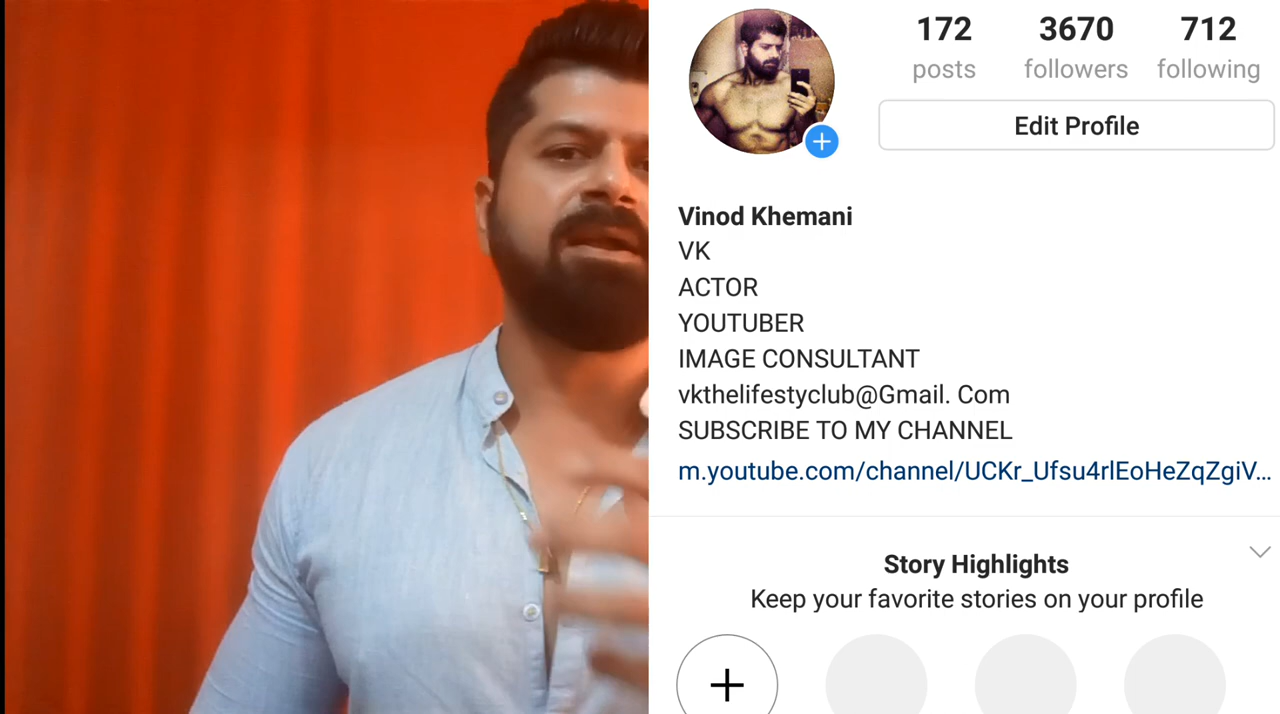 172 3670 712
posts followers following
Edit Profile
Vinod Khemani
VK
ACTOR
YOUTUBER
IMAGE CONSULTANT
vkthelifestyclub@Gmail. Com
SUBSCRIBE TO MY CHANNEL
m.youtube.com/channel/UCKr_Ufsu4rlEoHeZqZgiV...
Story Highlights
Keep your favorite stories on your profile